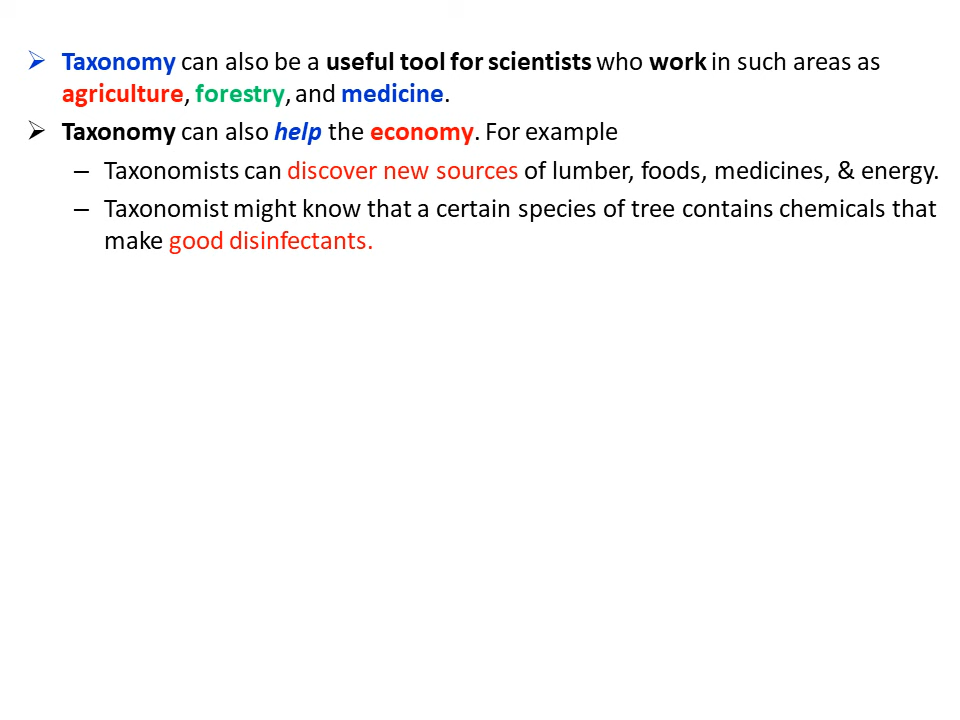 ➢ Taxonomy can also be a useful tool for scientists who work in such areas as
agriculture, forestry, and medicine.
➢ Taxonomy can also help the economy. For example
– Taxonomists can discover new sources of lumber, foods, medicines, & energy.
– Taxonomist might know that a certain species of tree contains chemicals that
make good disinfectants.